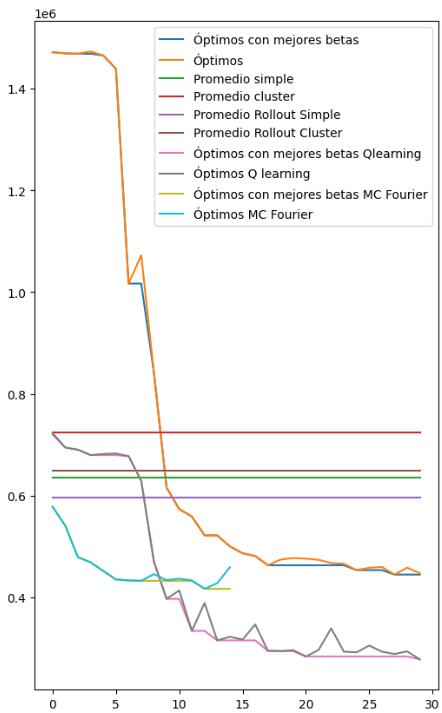 1e6
Óptimos con mejores betas
Óptimos
Promedio simple
Promedio cluster
Promedio Rollout Simple
Promedio Rollout Cluster
Óptimos con mejores betas Qlearning
Óptimos Q learning
Óptimos con mejores betas MC Fourier
Óptimos MC Fourier
1.4
1.2
1.0
0.8
0.6
0.4
0 5 10 15 20 25 30